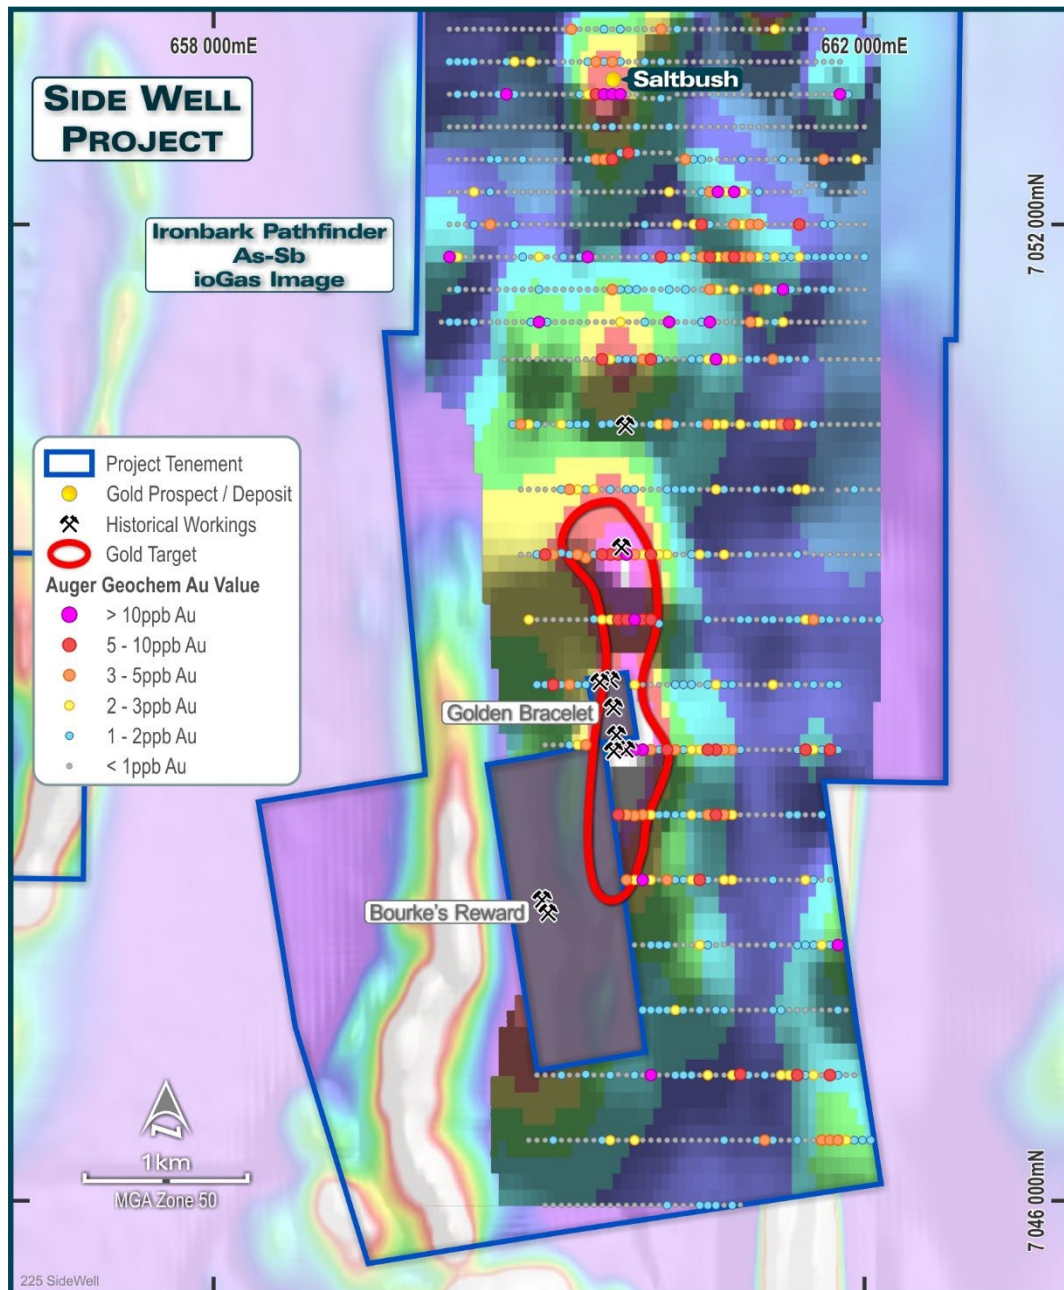 658 000mE
662 000mE
SIDE WELL
PROJECT
Saltbush
7 052 000mN
Ironbark Pathfinder
As-Sb
ioGas Image
Project Tenement
Gold Prospect / Deposit
Historical Workings
Gold Target
Auger Geochem Au Value
> 10ppb Au
5 - 10ppb Au
3 - 5ppb Au
2 - 3ppb Au
1 - 2ppb Au
< 1ppb Au
Golden Bracelet
Bourke's Reward
N
1km
MGA Zone 50
7 046 000mN
225 SideWell